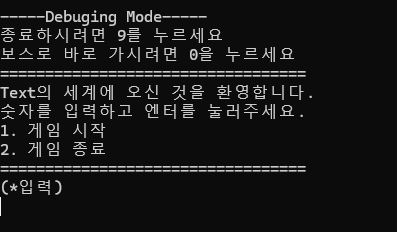 -----Debuging Mode-----
종료하시려면 9를 누르세요
보스로 바로 가시려면 0을 누르세요
==================================
Text의 세계에 오신 것을 환영합니다.
숫자를 입력하고 엔터를 눌러주세요.
1. 게임 시작
2. 게임 종료
==================================
(*입력)